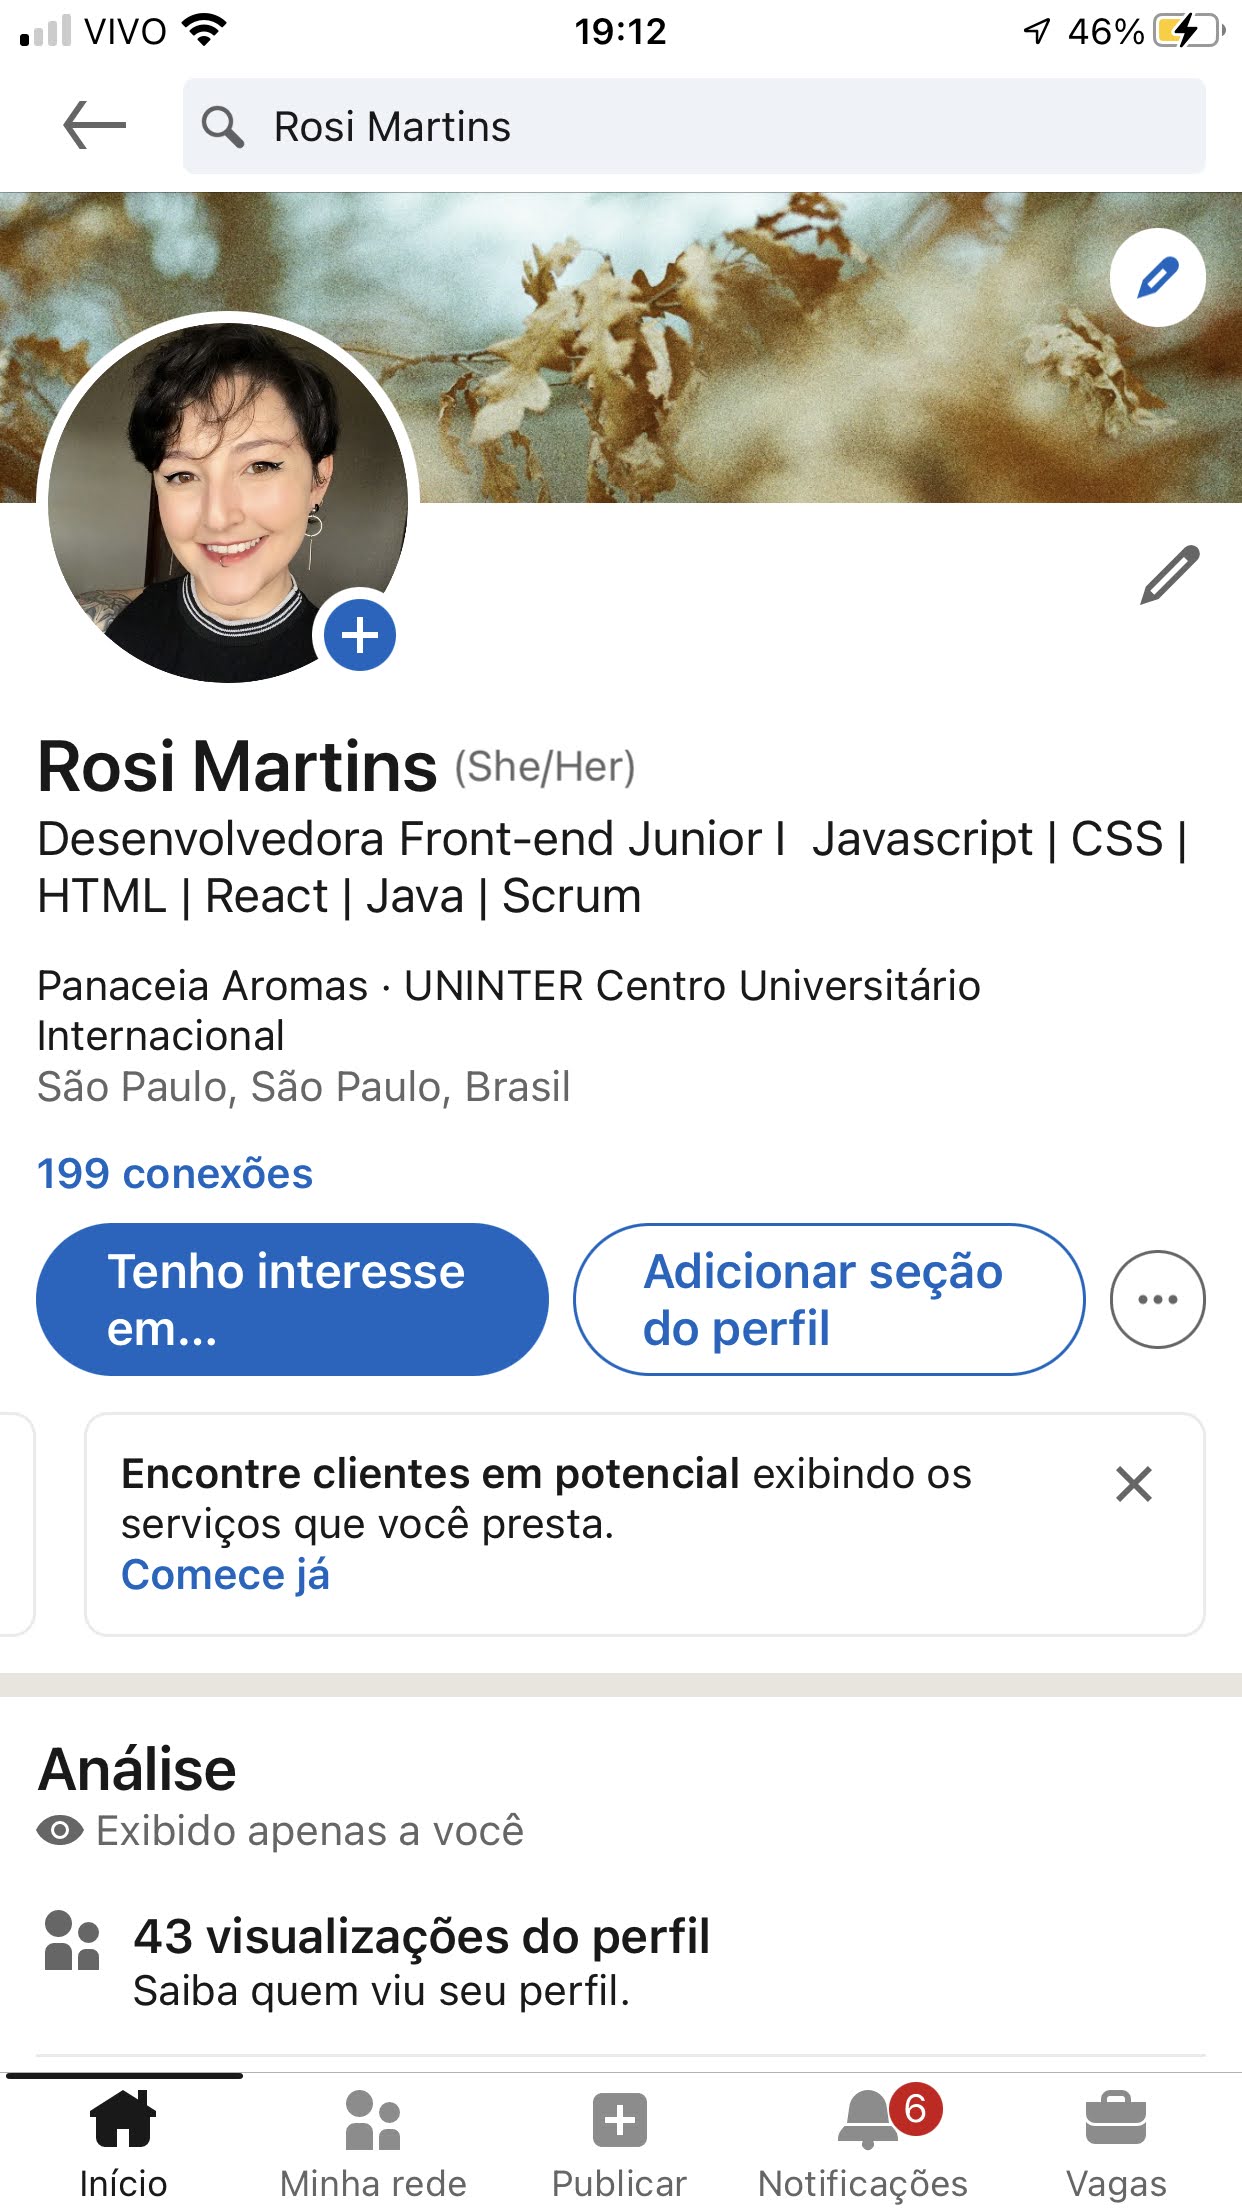 VIVO 19:12 46%
Rosi Martins
Rosi Martins (She/Her)
Desenvolvedora Front-end Junior I Javascript | CSS |
HTML | React | Java | Scrum
Panaceia Aromas · UNINTER Centro Universitário
Internacional
São Paulo, São Paulo, Brasil
199 conexões
Tenho interesse
em...
Adicionar seção
do perfil
Encontre clientes em potencial exibindo os
serviços que você presta.
Comece já
Análise
Exibido apenas a você
43 visualizações do perfil
Saiba quem viu seu perfil.
6
Início Minha rede Publicar Notificações Vagas